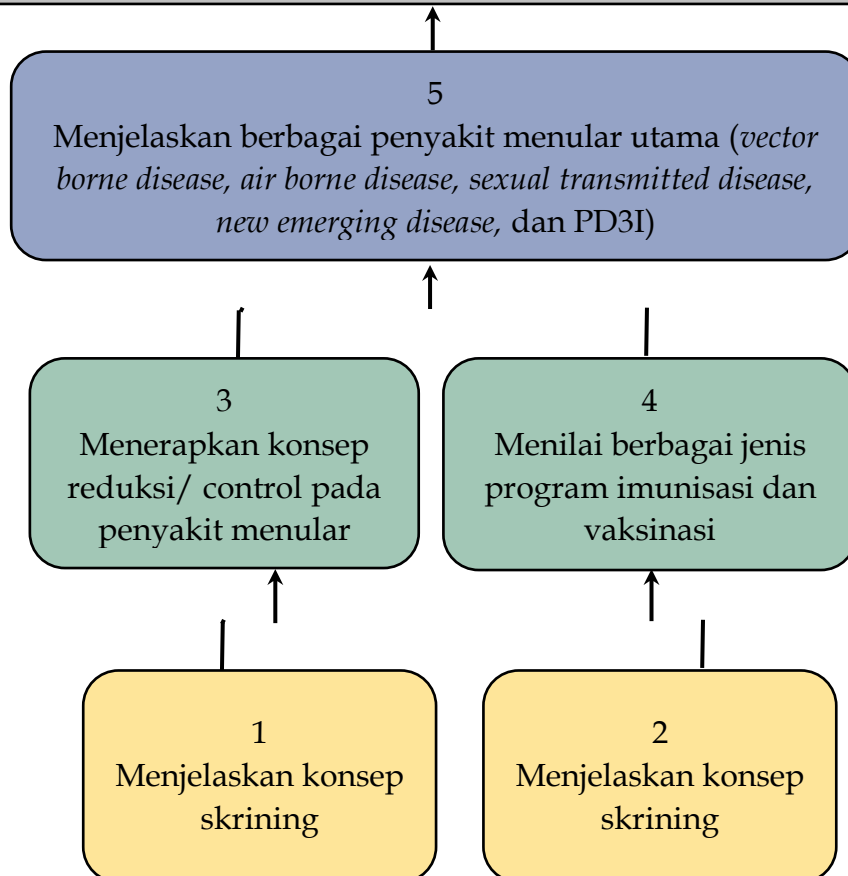 5
Menjelaskan berbagai penyakit menular utama (vector
borne disease, air borne disease, sexual transmitted disease,
new emerging disease, dan PD3I)
3
Menerapkan konsep
reduksi/ control pada
penyakit menular
4
Menilai berbagai jenis
program imunisasi dan
vaksinasi
1
Menjelaskan konsep
skrining
2
Menjelaskan konsep
skrining